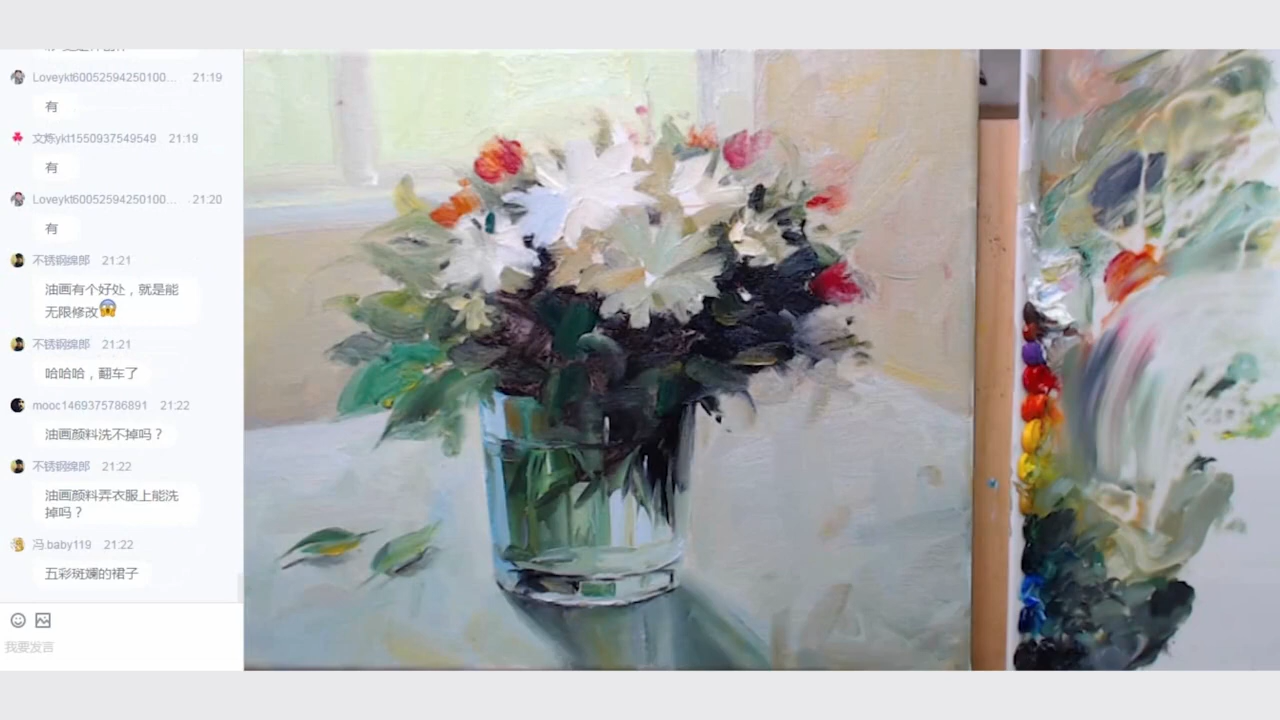 Loveykt60052594250100... 21:19
有
文烁ykt1550937549549 21:19
有
Loveykt60052594250100... 21:20
有
不锈钢绵郎 21:21
油画有个好处，就是能
无限修改😱
不锈钢绵郎 21:21
哈哈哈，翻车了
mooc1469375786891 21:22
油画颜料洗不掉吗？
不锈钢绵郎 21:22
油画颜料弄衣服上能洗
掉吗？
冯.baby119 21:22
五彩斑斓的裙子
我要发言